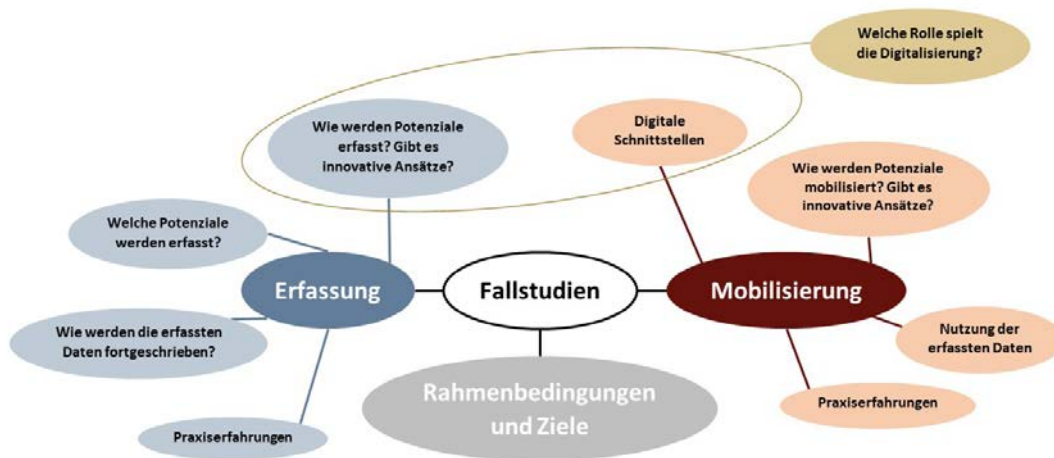 Welche Rolle spielt
die Digitalisierung?
Wie werden Potenziale
erfasst? Gibt es
innovative Ansätze?
Digitale
Schnittstellen
Wie werden Potenziale
mobilisiert? Gibt es
innovative Ansätze?
Welche Potenziale
werden erfasst?
Erfassung
Fallstudien
Mobilisierung
Wie werden die erfassten
Daten fortgeschrieben?
Nutzung der
erfassten Daten
Rahmenbedingungen
und Ziele
Praxiserfahrungen
Praxiserfahrungen